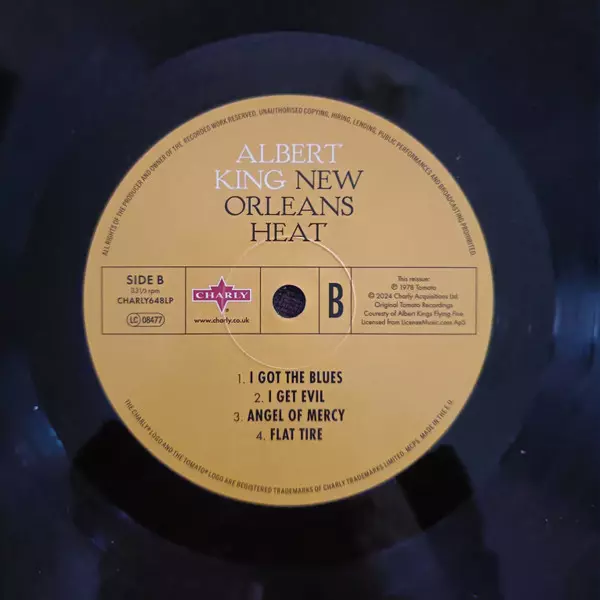 ALL RIGHTS OF THE PRODUCER AND OWNER OF THE RECORDED WORK RESERVED. UNAUTHORISED COPYING, HIRING, LENDING, PUBLIC PERFORMANCES AND BROADCASTING PROHIBITED.
ALBERT
KING NEW
ORLEANS
HEAT
SIDE B
33 1/3 rpm
CHARLY648LP
LC 08477
CHARLY
®
www.charly.co.uk
B
This reissue:
℗ 1978 Tomato
© 2024 Charly Acquisitions Ltd.
Original Tomato Recordings
Courtesy of Albert Kings Flying Five
Licensed from LicenseMusic.com ApS
1. I GOT THE BLUES
2. I GET EVIL
3. ANGEL OF MERCY
4. FLAT TIRE
THE CHARLY® LOGO AND THE TOMATO® LOGO ARE REGISTERED TRADEMARKS OF CHARLY TRADEMARKS LIMITED. MCPS. MADE IN THE E.U.